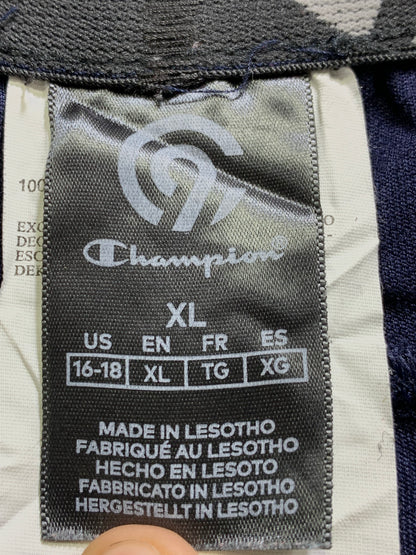 Champion®
XL
US EN FR ES
16-18 XL TG XG
MADE IN LESOTHO
FABRIQUÉ AU LESOTHO
HECHO EN LESOTO
FABBRICATO IN LESOTHO
HERGESTELLT IN LESOTHO